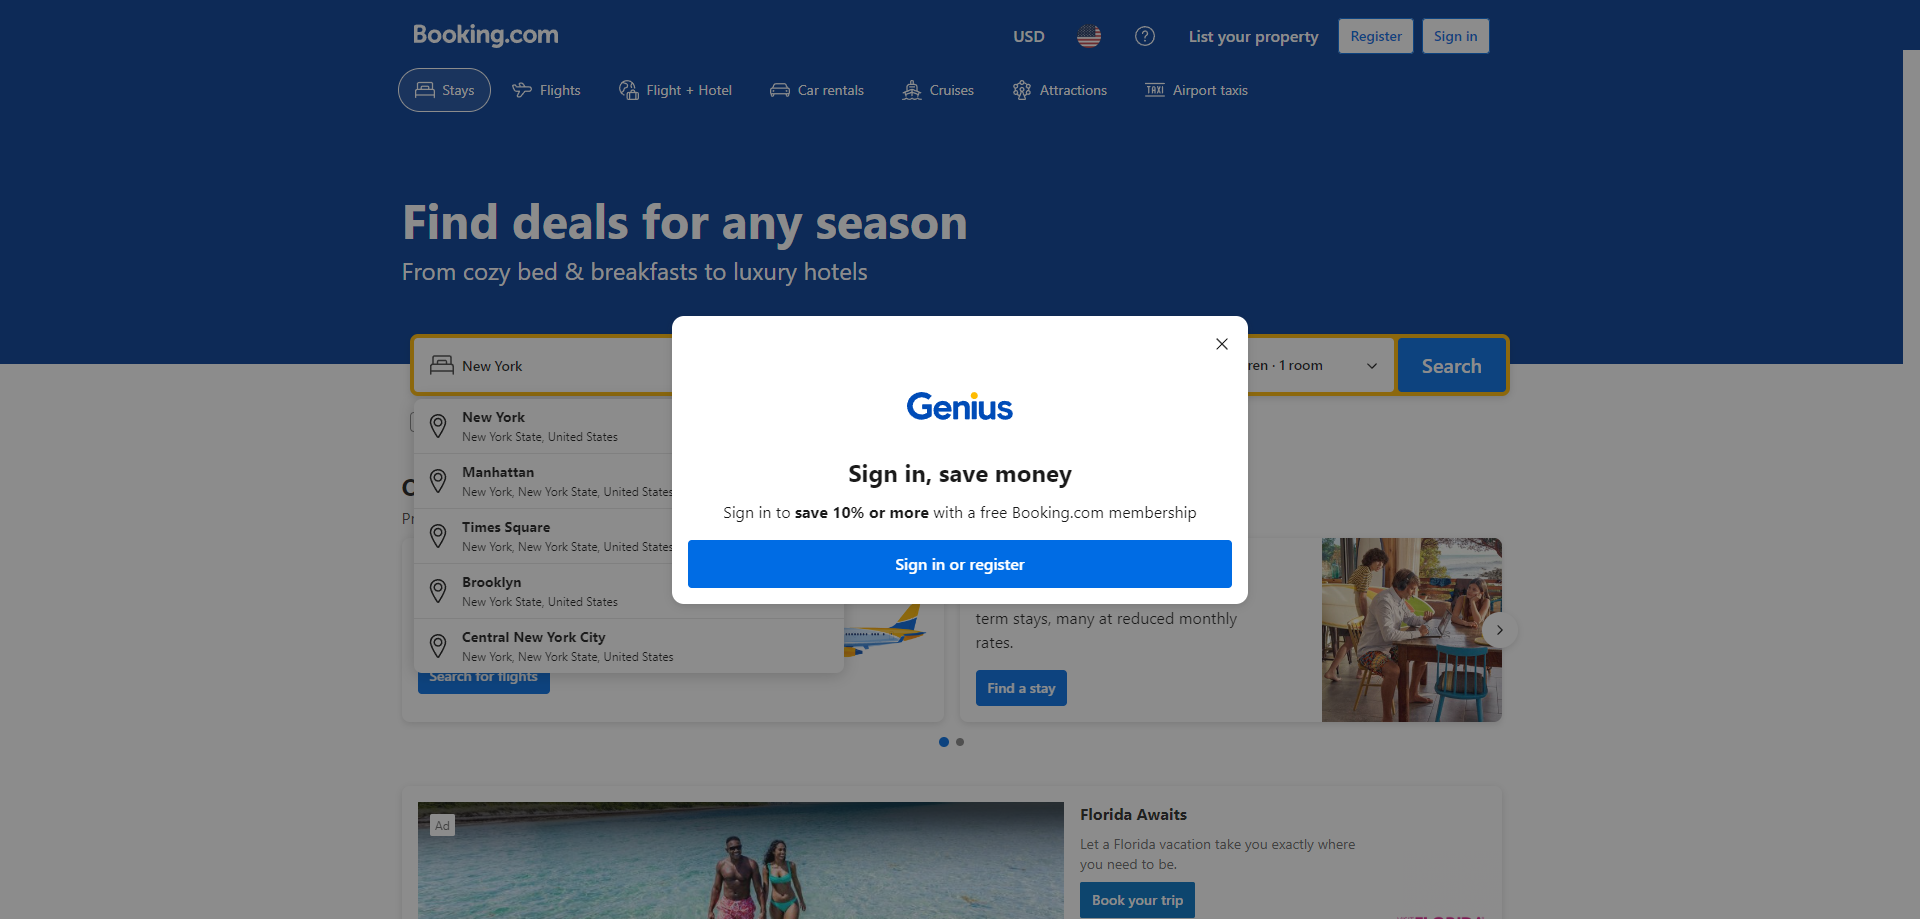 Booking.com
USD
List your property
Register
Sign in
Stays
Flights
Flight + Hotel
Car rentals
Cruises
Attractions
TAXI
Airport taxis
Find deals for any season
From cozy bed & breakfasts to luxury hotels
New York
ren · 1 room
Search
New York
New York State, United States
Manhattan
New York, New York State, United States
Times Square
New York, New York State, United States
Brooklyn
New York State, United States
Central New York City
New York, New York State, United States
Genius
Sign in, save money
Sign in to save 10% or more with a free Booking.com membership
Sign in or register
Search for flights
term stays, many at reduced monthly
rates.
Find a stay
Ad
Florida Awaits
Let a Florida vacation take you exactly where
you need to be.
Book your trip